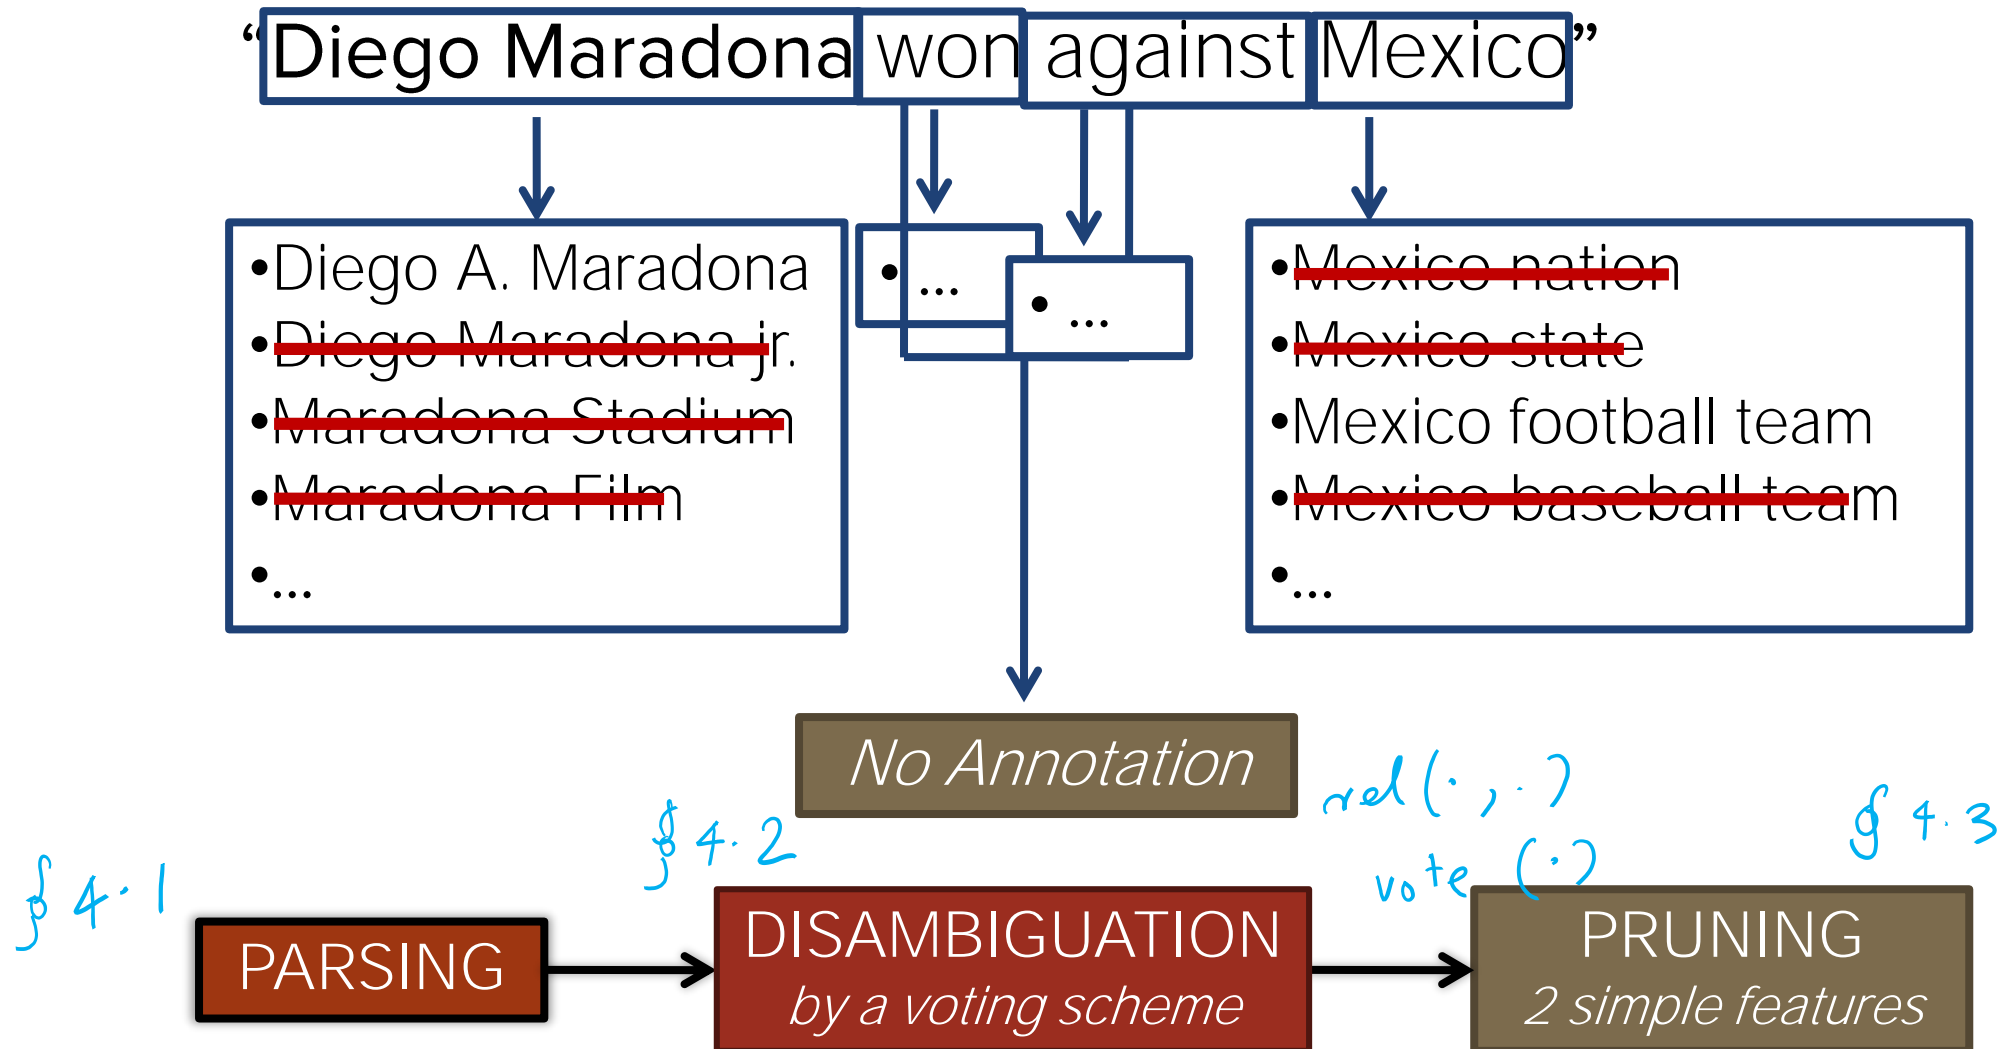 “Diego Maradona won against Mexico”
•Diego A. Maradona
•Diego Maradona jr.
•Maradona Stadium
•Maradona Film
•...
• ...
• ...
•Mexico nation
•Mexico state
•Mexico football team
•Mexico baseball team
•...
No Annotation
rel(·,·)
vote(·)
§ 4.1
§ 4.2
§ 4.3
PARSING
DISAMBIGUATION
by a voting scheme
PRUNING
2 simple features